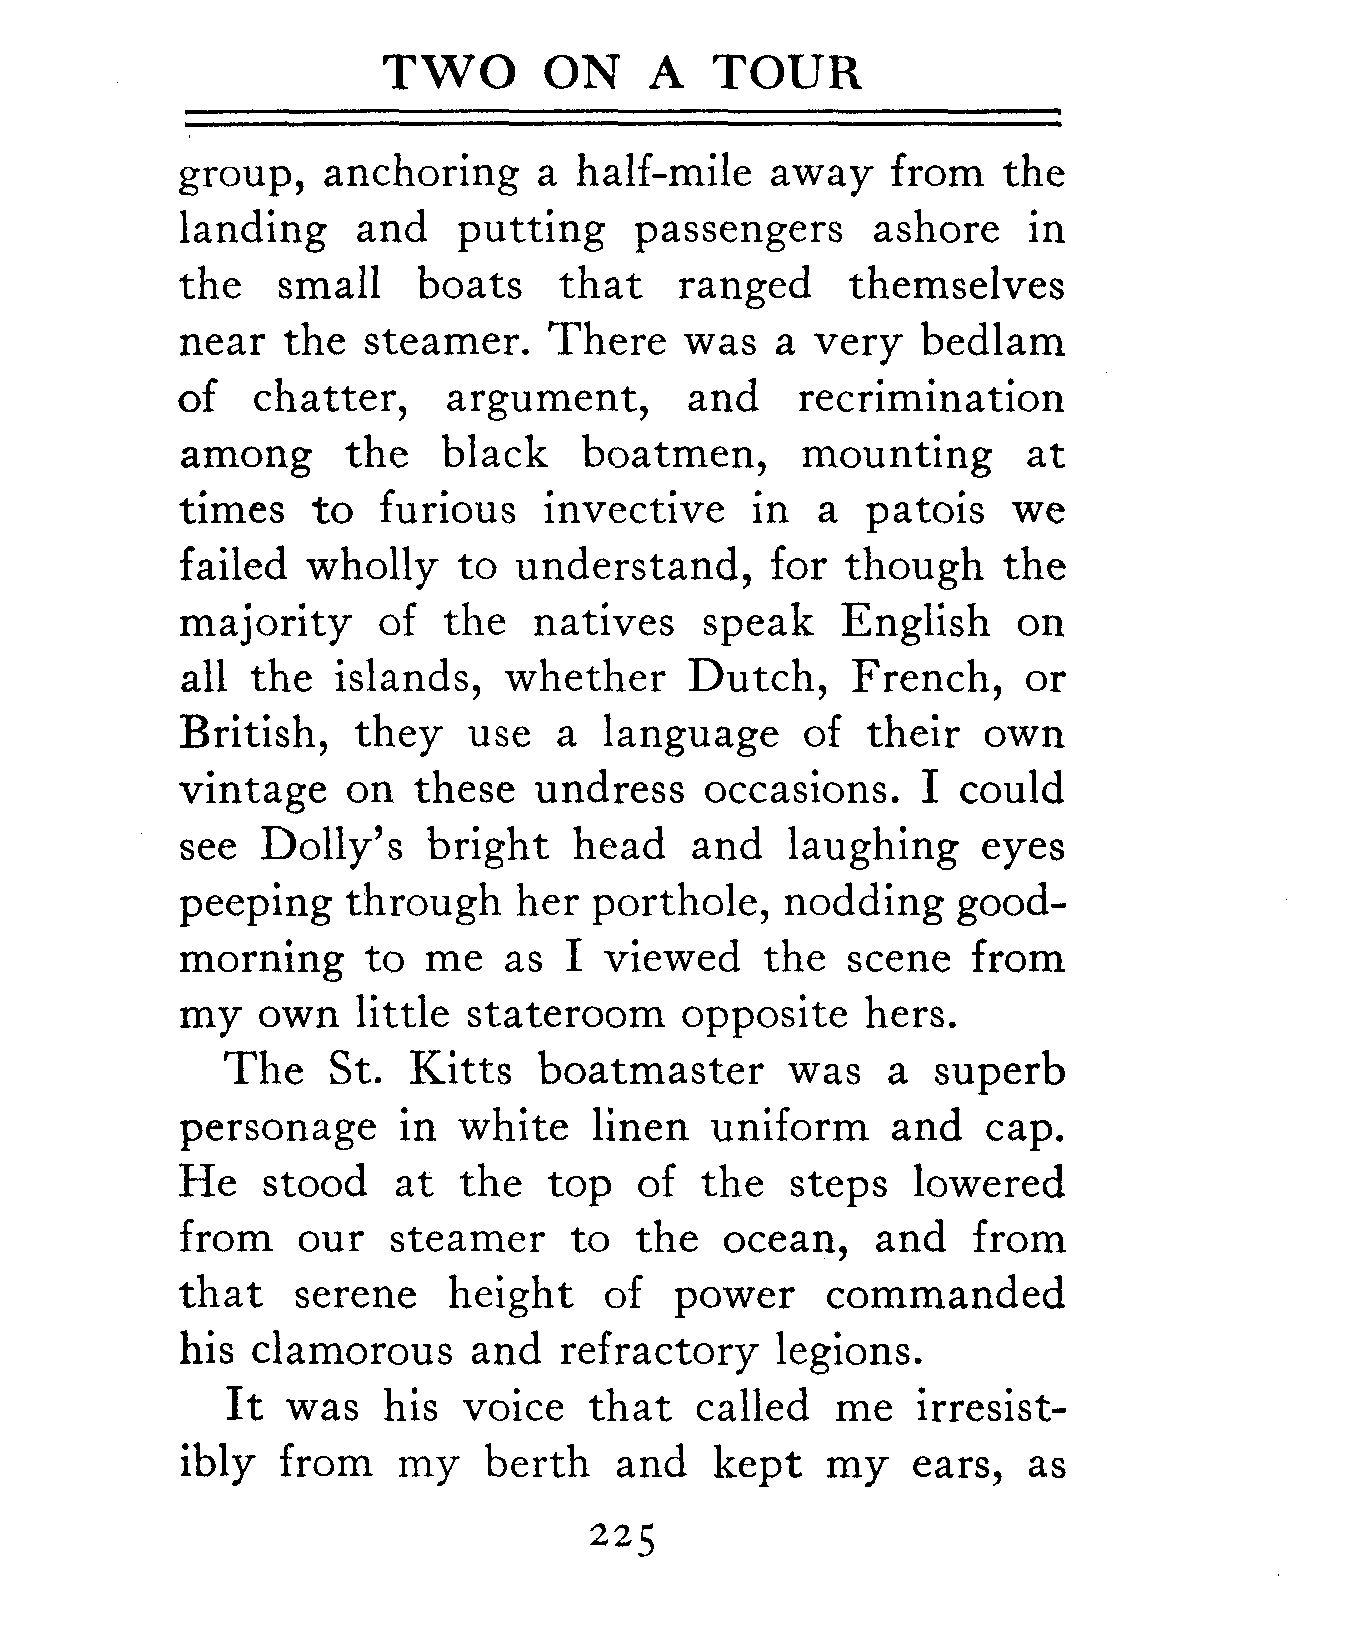 TWO ON A TOUR
group, anchoring a half-mile away from the
landing and putting passengers ashore in
the small boats that ranged themselves
near the steamer. There was a very bedlam
of chatter, argument, and recrimination
among the black boatmen, mounting at
times to furious invective in a patois we
failed wholly to understand, for though the
majority of the natives speak English on
all the islands, whether Dutch, French, or
British, they use a language of their own
vintage on these undress occasions. I could
see Dolly's bright head and laughing eyes
peeping through her porthole, nodding good-
morning to me as I viewed the scene from
my own little stateroom opposite hers.
The St. Kitts boatmaster was a superb
personage in white linen uniform and cap.
He stood at the top of the steps lowered
from our steamer to the ocean, and from
that serene height of power commanded
his clamorous and refractory legions.
It was his voice that called me irresist-
ibly from my berth and kept my ears, as
225